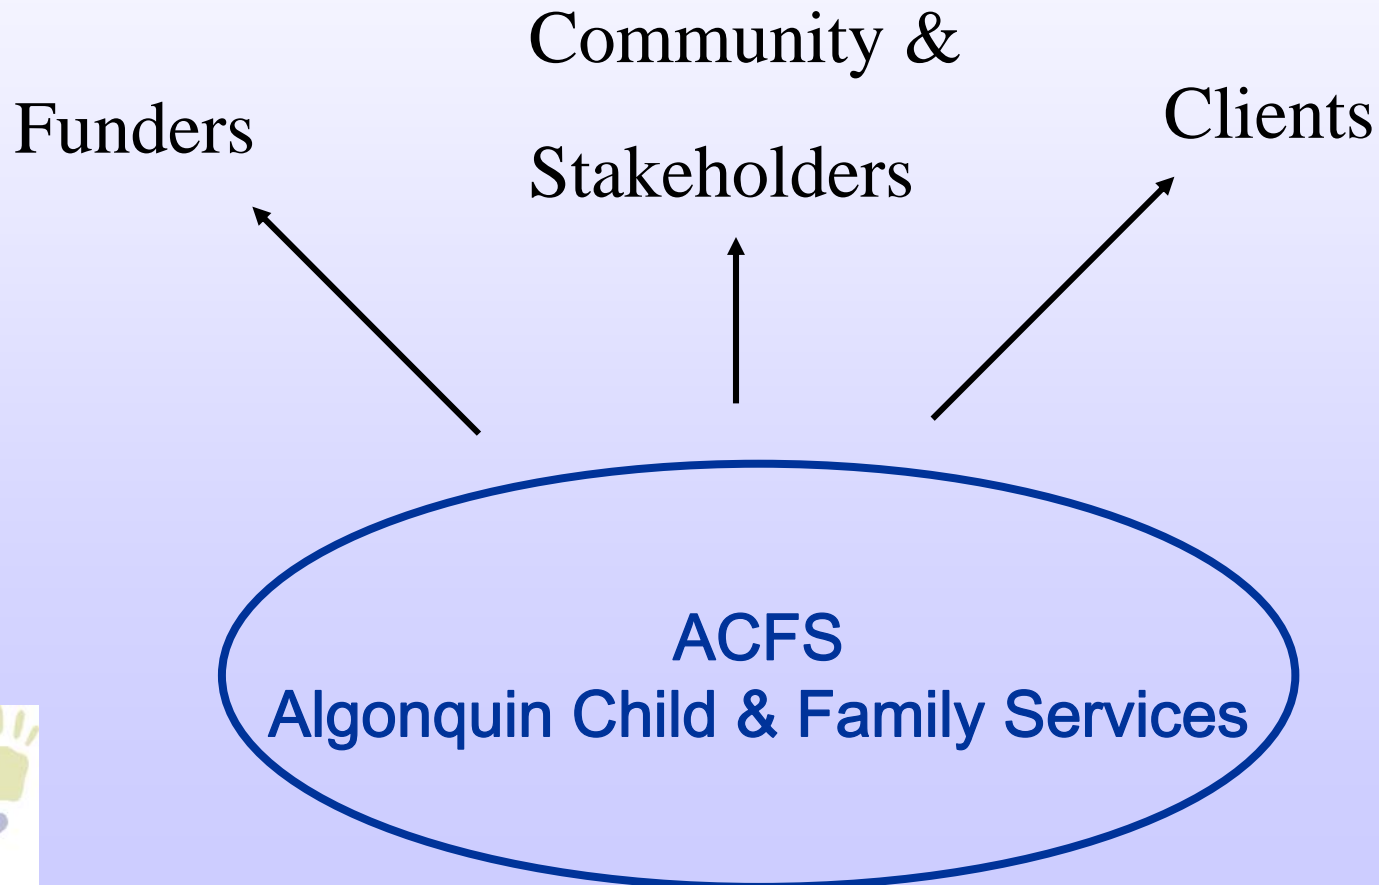 Community &
Funders
Stakeholders
Clients
ACFS
Algonquin Child & Family Services